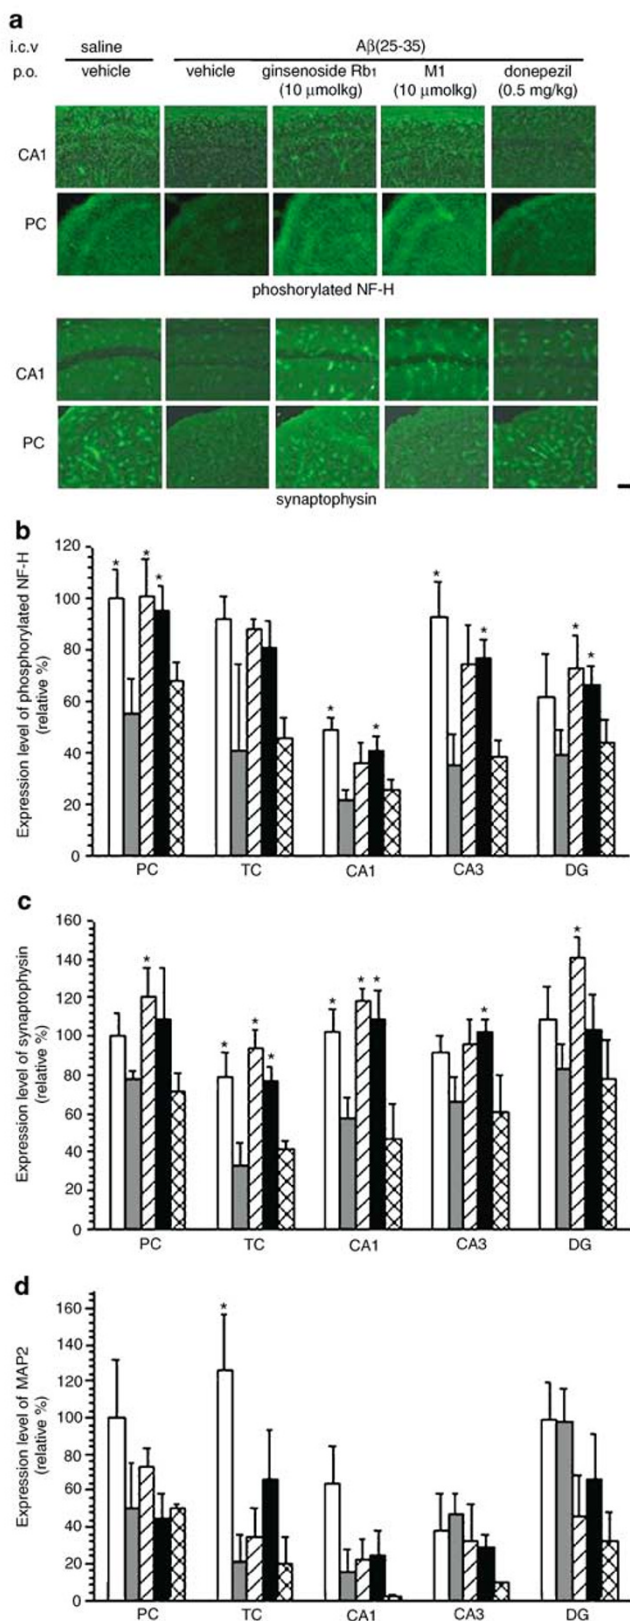 a
i.c.v saline Aβ(25-35)
p.o. vehicle vehicle ginsenoside Rb1 M1 donepezil
(10 μmolkg) (10 μmolkg) (0.5 mg/kg)
CA1
PC
phoshorylated NF-H
CA1
PC
synaptophysin
b
Expression level of phosphorylated NF-H
(relative %)
120
100
80
60
40
20
0
* * *
* *
* *
* *
PC TC CA1 CA3 DG
c
Expression level of synaptophysin
(relative %)
160
140
120
100
80
60
40
20
0
*
* * *
* * *
*
*
PC TC CA1 CA3 DG
d
Expression level of MAP2
(relative %)
160
120
100
80
60
40
20
0
*
PC TC CA1 CA3 DG